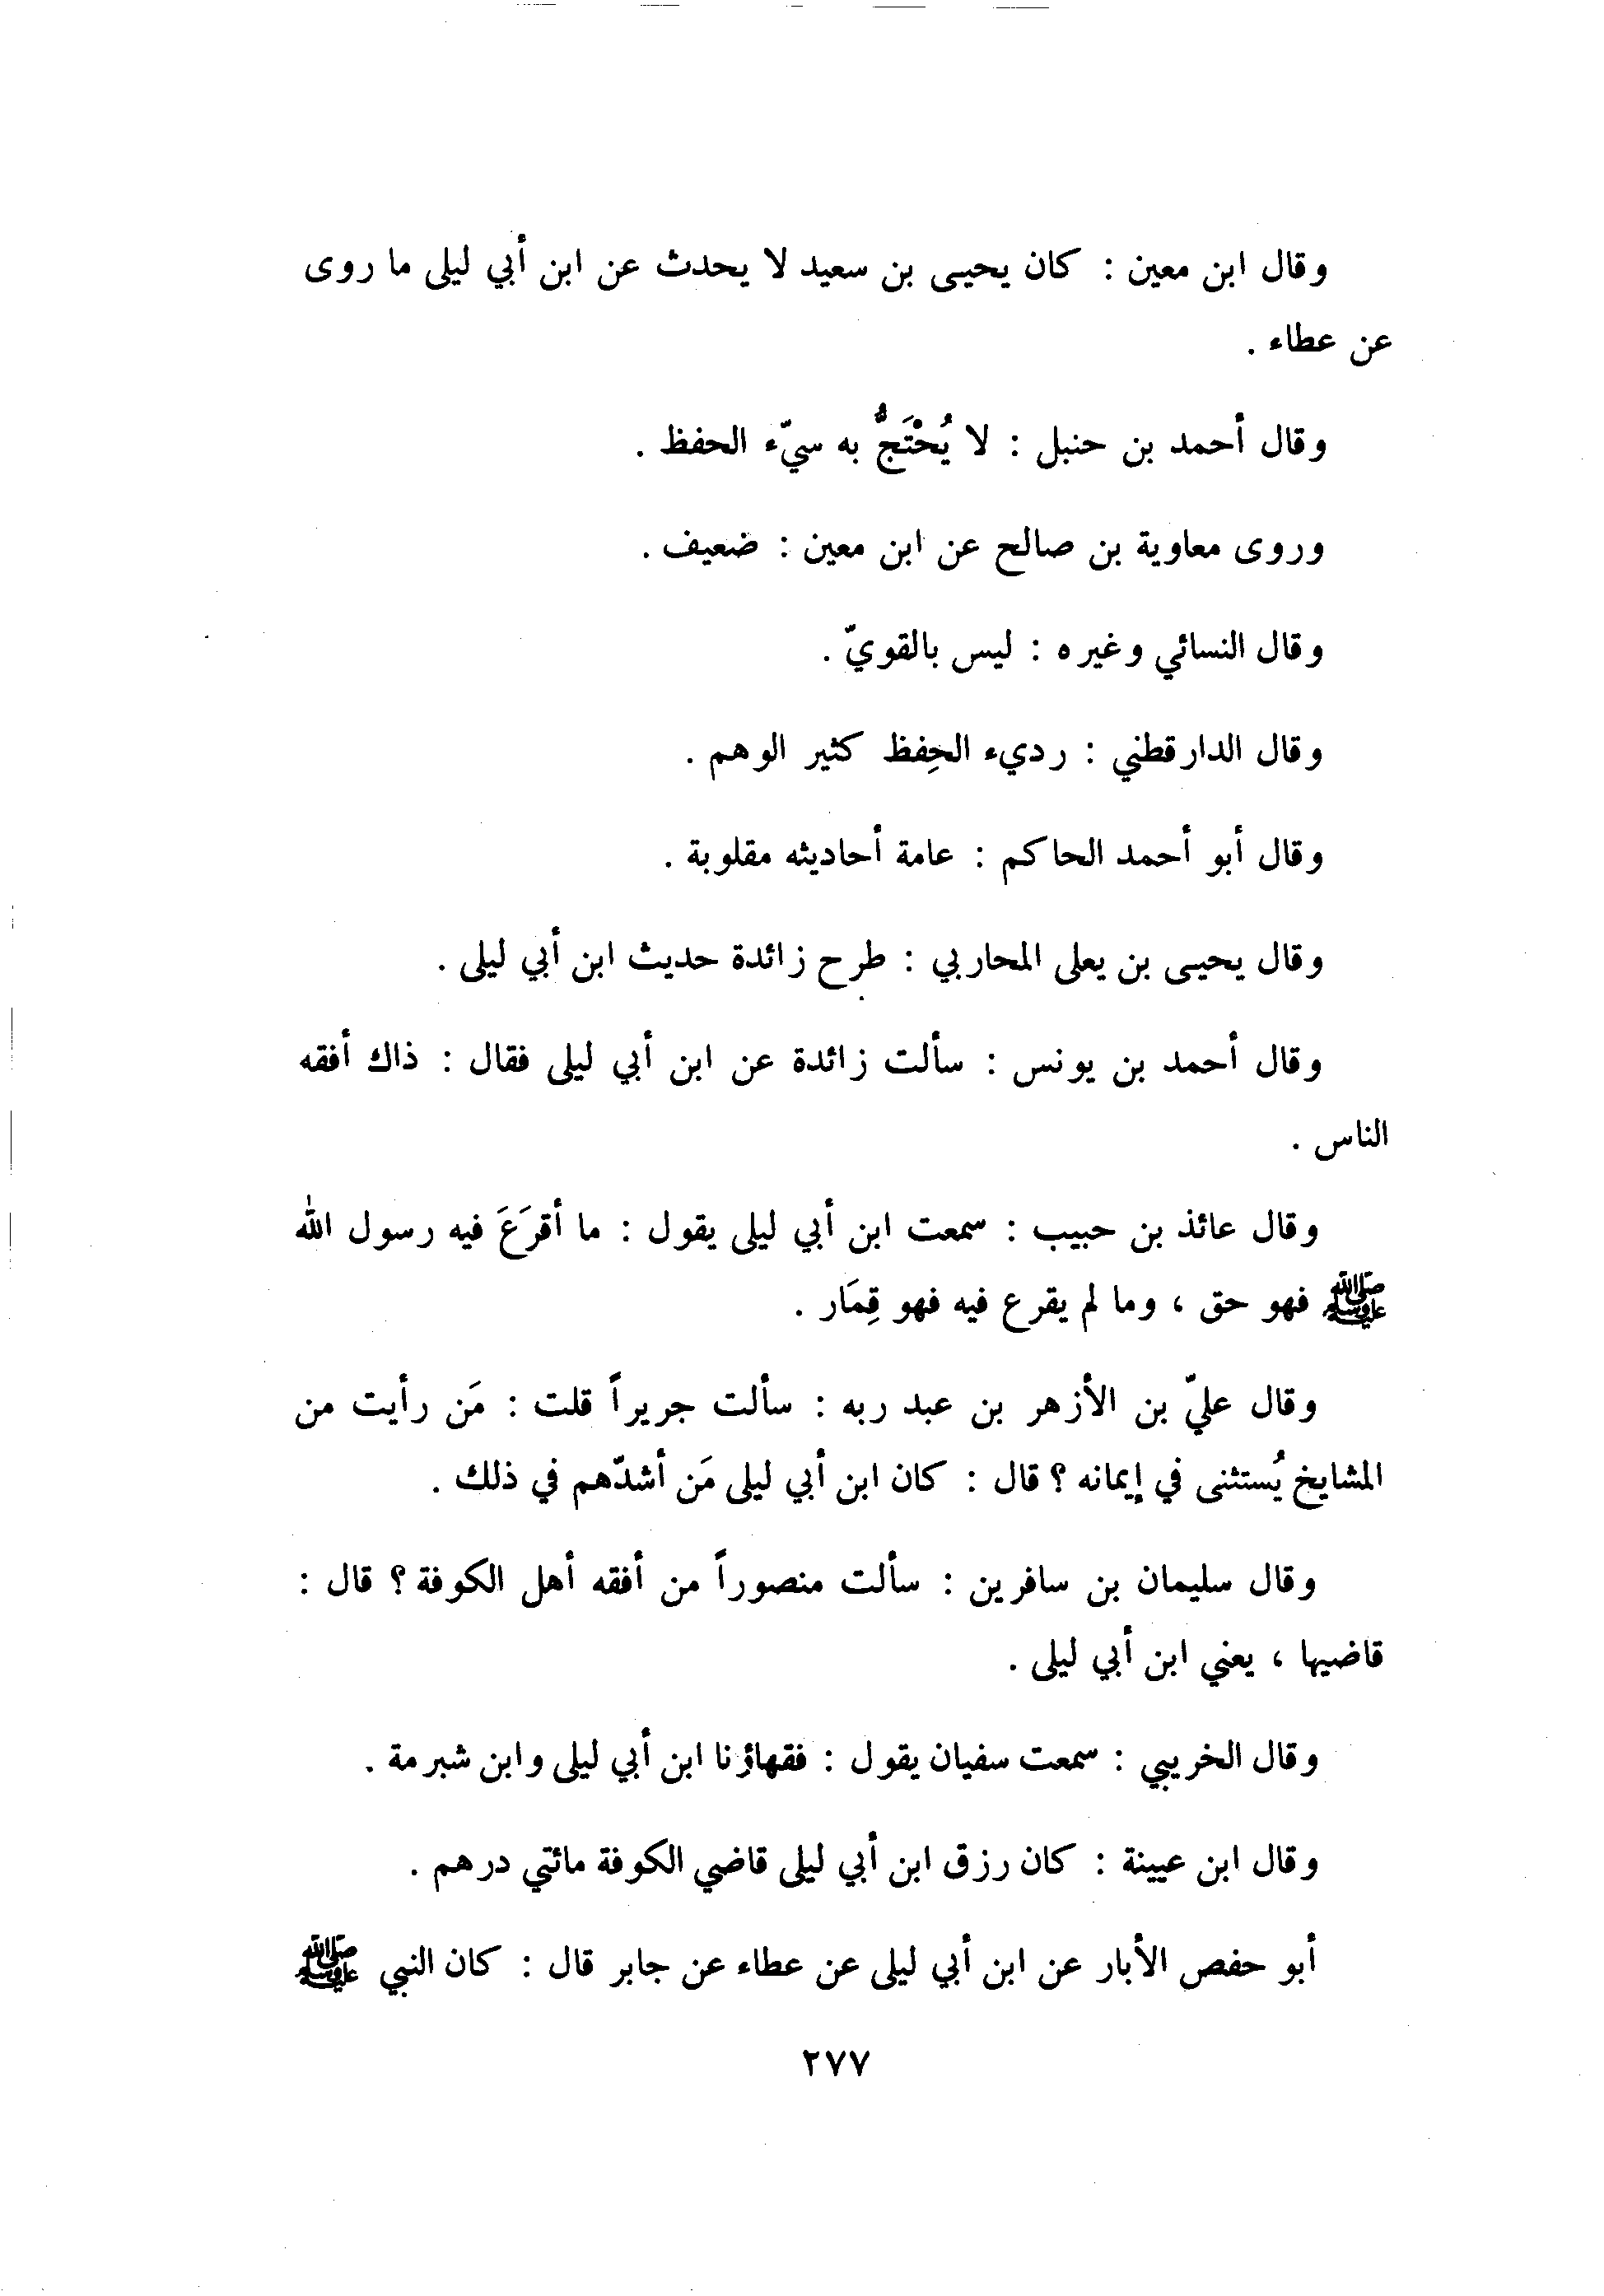 وقال ابن معين : كان يحيى بن سعيد لا يحدث عن ابن أبي ليلى ما روى
عن عطاء .
وقال أحمد بن حنبل : لا يُحْتَجُّ به سيّء الحفظ .
وروى معاوية بن صالح عن ابن معين : ضعيف .
وقال النسائي وغيره : ليس بالقويّ .
وقال الدارقطني : رديء الحِفظ كثير الوهم .
وقال أبو أحمد الحاكم : عامة أحاديثه مقلوبة .
وقال يحيى بن يعلى المحاربي : طرح زائدة حديث ابن أبي ليلى .
وقال أحمد بن يونس : سألت زائدة عن ابن أبي ليلى فقال : ذاك أفقه
الناس .
وقال عائذ بن حبيب : سمعت ابن أبي ليلى يقول : ما أقرَعَ فيه رسول الله
ﷺ فهو حق ، وما لم يقرع فيه فهو قِمَار .
وقال عليّ بن الأزهر بن عبد ربه : سألت جريراً قلت : مَن رأيت من
المشايخ يُستثنى في إيمانه ؟ قال : كان ابن أبي ليلى مَن أشدّهم في ذلك .
وقال سليمان بن سافرين : سألت منصوراً من أفقه أهل الكوفة ؟ قال :
قاضيها ، يعني ابن أبي ليلى .
وقال الخريبي : سمعت سفيان يقول : فقهاؤنا ابن أبي ليلى وابن شبرمة .
وقال ابن عيينة : كان رزق ابن أبي ليلى قاضي الكوفة مائتي درهم .
أبو حفص الأبار عن ابن أبي ليلى عن عطاء عن جابر قال : كان النبي ﷺ
٢٧٧